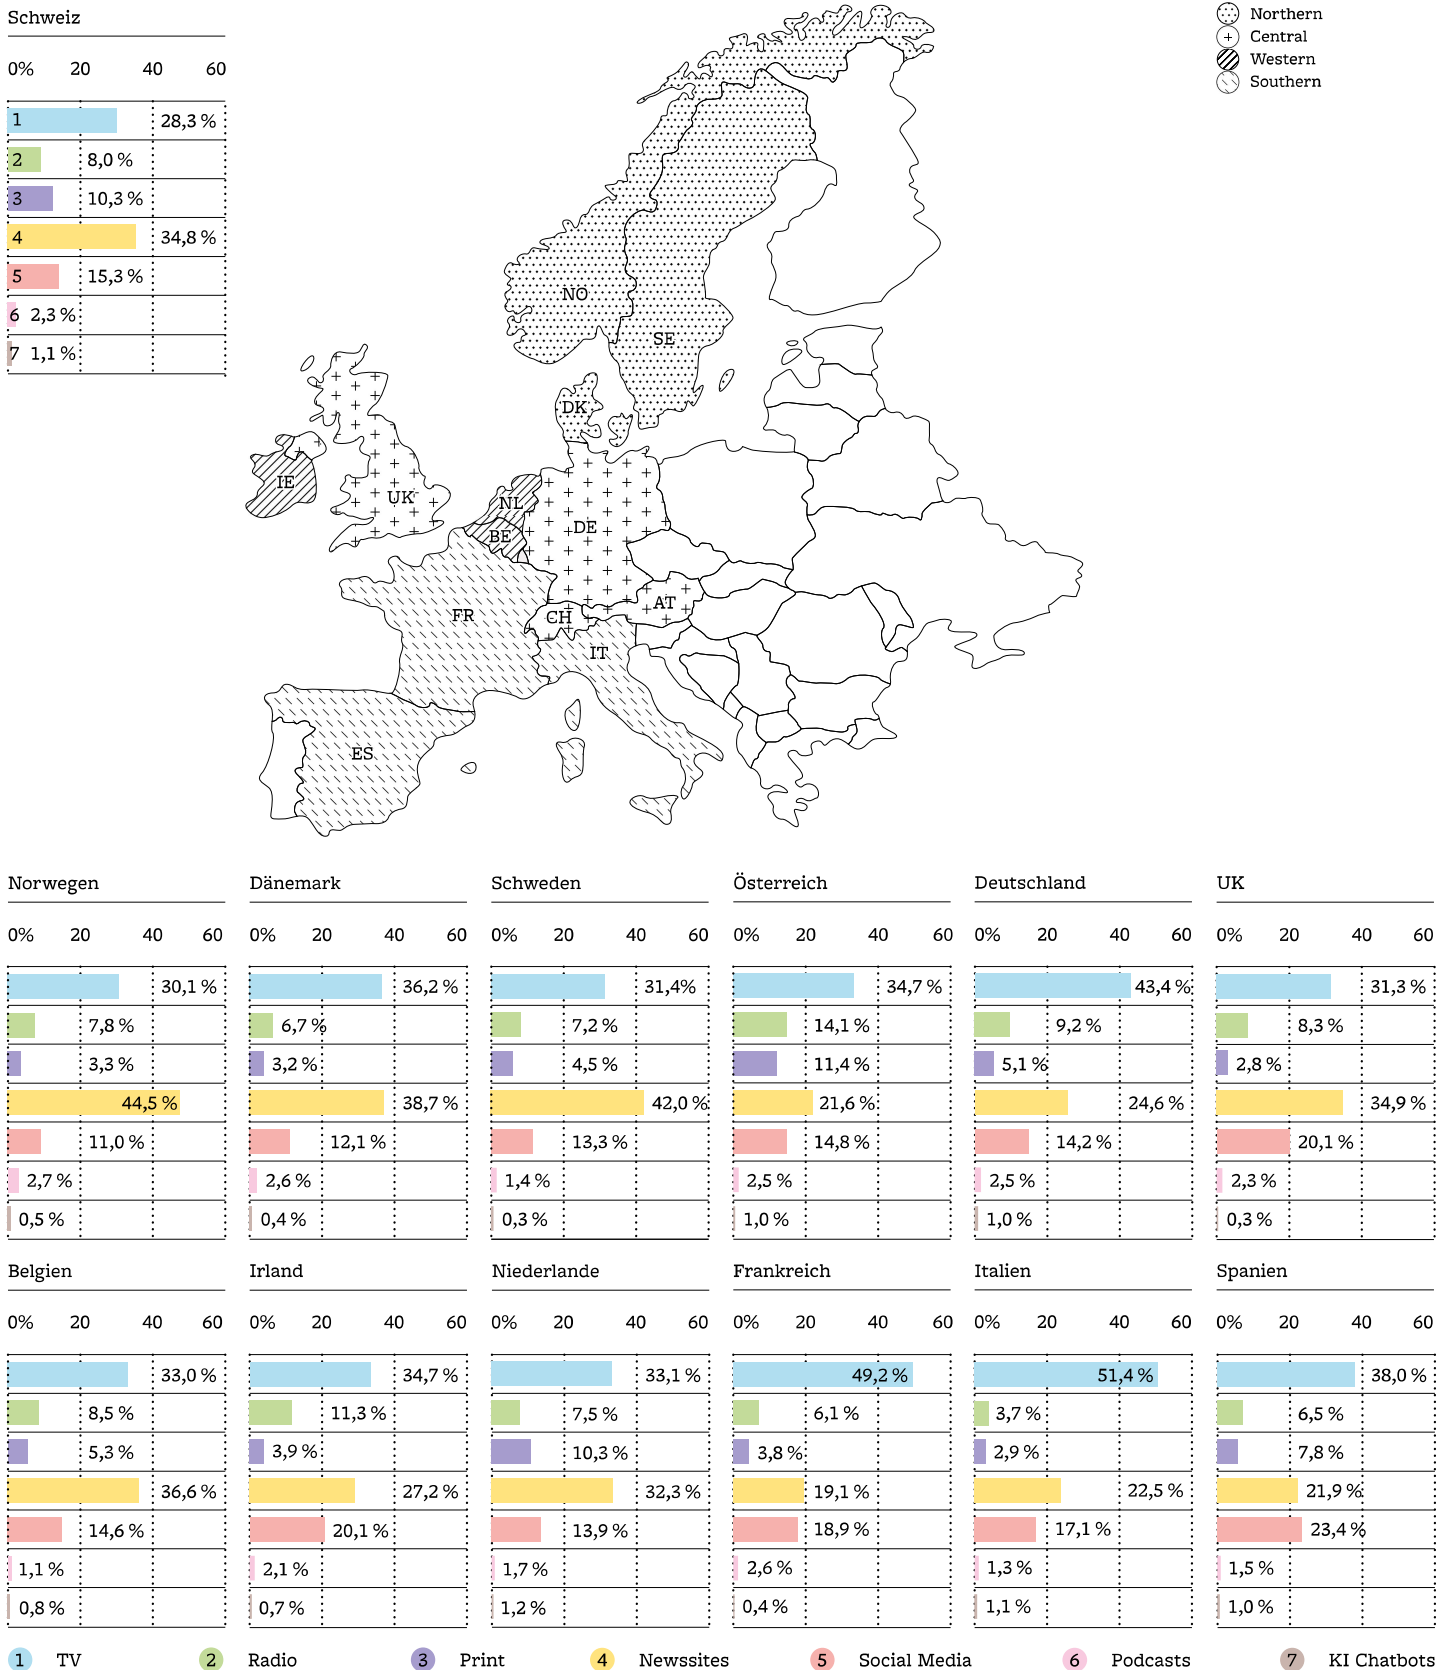 Schweiz
0% 20 40 60
1 28,3 %
2 8,0 %
3 10,3 %
4 34,8 %
5 15,3 %
6 2,3 %
7 1,1 %
Northern
Central
Western
Southern
NO
SE
DK
IE
UK
NL
BE
DE
FR
CH
AT
IT
ES
Norwegen
0% 20 40 60
30,1 %
7,8 %
3,3 %
44,5 %
11,0 %
2,7 %
0,5 %
Dänemark
0% 20 40 60
36,2 %
6,7 %
3,2 %
38,7 %
12,1 %
2,6 %
0,4 %
Schweden
0% 20 40 60
31,4%
7,2 %
4,5 %
42,0 %
13,3 %
1,4 %
0,3 %
Österreich
0% 20 40 60
34,7 %
14,1 %
11,4 %
21,6 %
14,8 %
2,5 %
1,0 %
Deutschland
0% 20 40 60
43,4 %
9,2 %
5,1 %
24,6 %
14,2 %
2,5 %
1,0 %
UK
0% 20 40 60
31,3 %
8,3 %
2,8 %
34,9 %
20,1 %
2,3 %
0,3 %
Belgien
0% 20 40 60
33,0 %
8,5 %
5,3 %
36,6 %
14,6 %
1,1 %
0,8 %
Irland
0% 20 40 60
34,7 %
11,3 %
3,9 %
27,2 %
20,1 %
2,1 %
0,7 %
Niederlande
0% 20 40 60
33,1 %
7,5 %
10,3 %
32,3 %
13,9 %
1,7 %
1,2 %
Frankreich
0% 20 40 60
49,2 %
6,1 %
3,8 %
19,1 %
18,9 %
2,6 %
0,4 %
Italien
0% 20 40 60
51,4 %
3,7 %
2,9 %
22,5 %
17,1 %
1,3 %
1,1 %
Spanien
0% 20 40 60
38,0 %
6,5 %
7,8 %
21,9 %
23,4 %
1,5 %
1,0 %
1 TV 2 Radio 3 Print 4 Newssites 5 Social Media 6 Podcasts 7 KI Chatbots